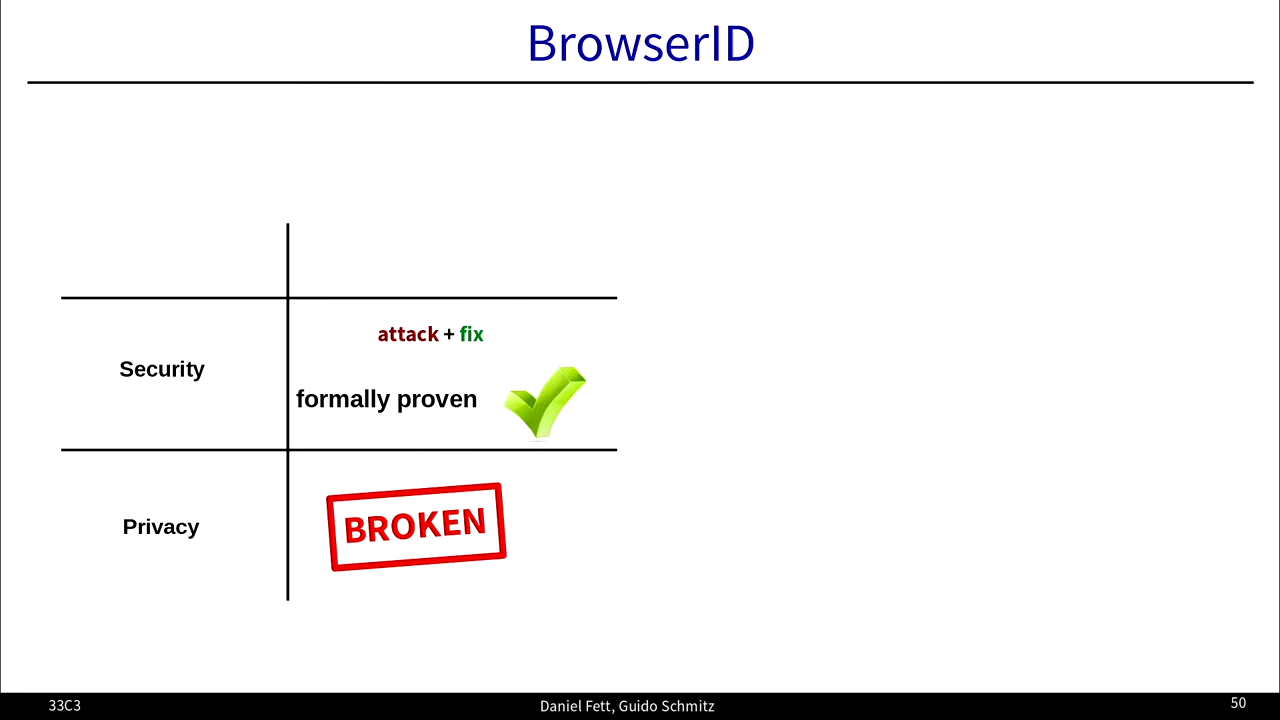 BrowserID
attack + fix
Security
formally proven
Privacy
BROKEN
33C3
Daniel Fett, Guido Schmitz
50